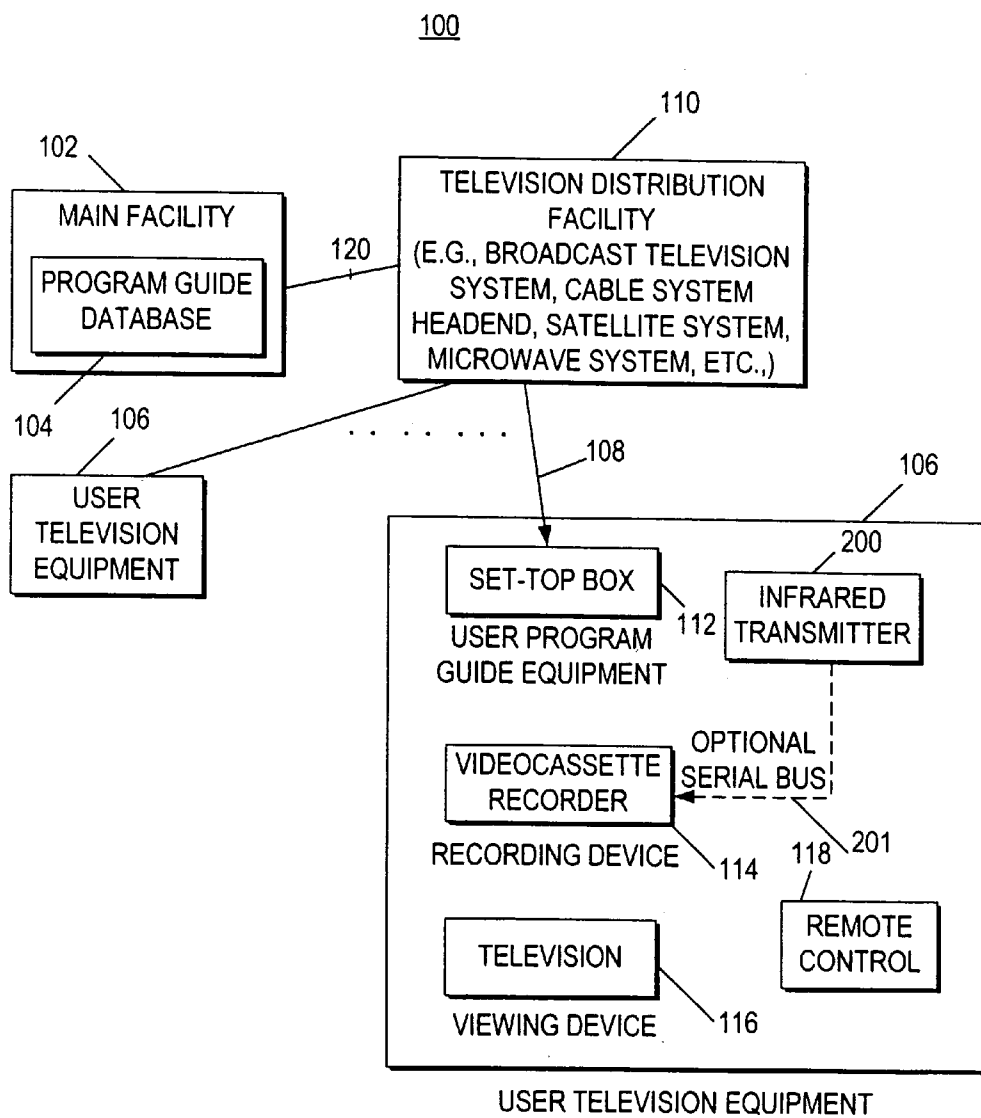 100
110
102
MAIN FACILITY
PROGRAM GUIDE
DATABASE
120
TELEVISION DISTRIBUTION
FACILITY
(E.G., BROADCAST TELEVISION
SYSTEM, CABLE SYSTEM
HEADEND, SATELLITE SYSTEM,
MICROWAVE SYSTEM, ETC.,)
104
106
USER
TELEVISION
EQUIPMENT
. . . . . . .
108
106
SET-TOP BOX
112
USER PROGRAM
GUIDE EQUIPMENT
200
INFRARED
TRANSMITTER
OPTIONAL
SERIAL BUS
VIDEOCASSETTE
RECORDER
RECORDING DEVICE
114
201
118
REMOTE
CONTROL
TELEVISION
VIEWING DEVICE
116
USER TELEVISION EQUIPMENT